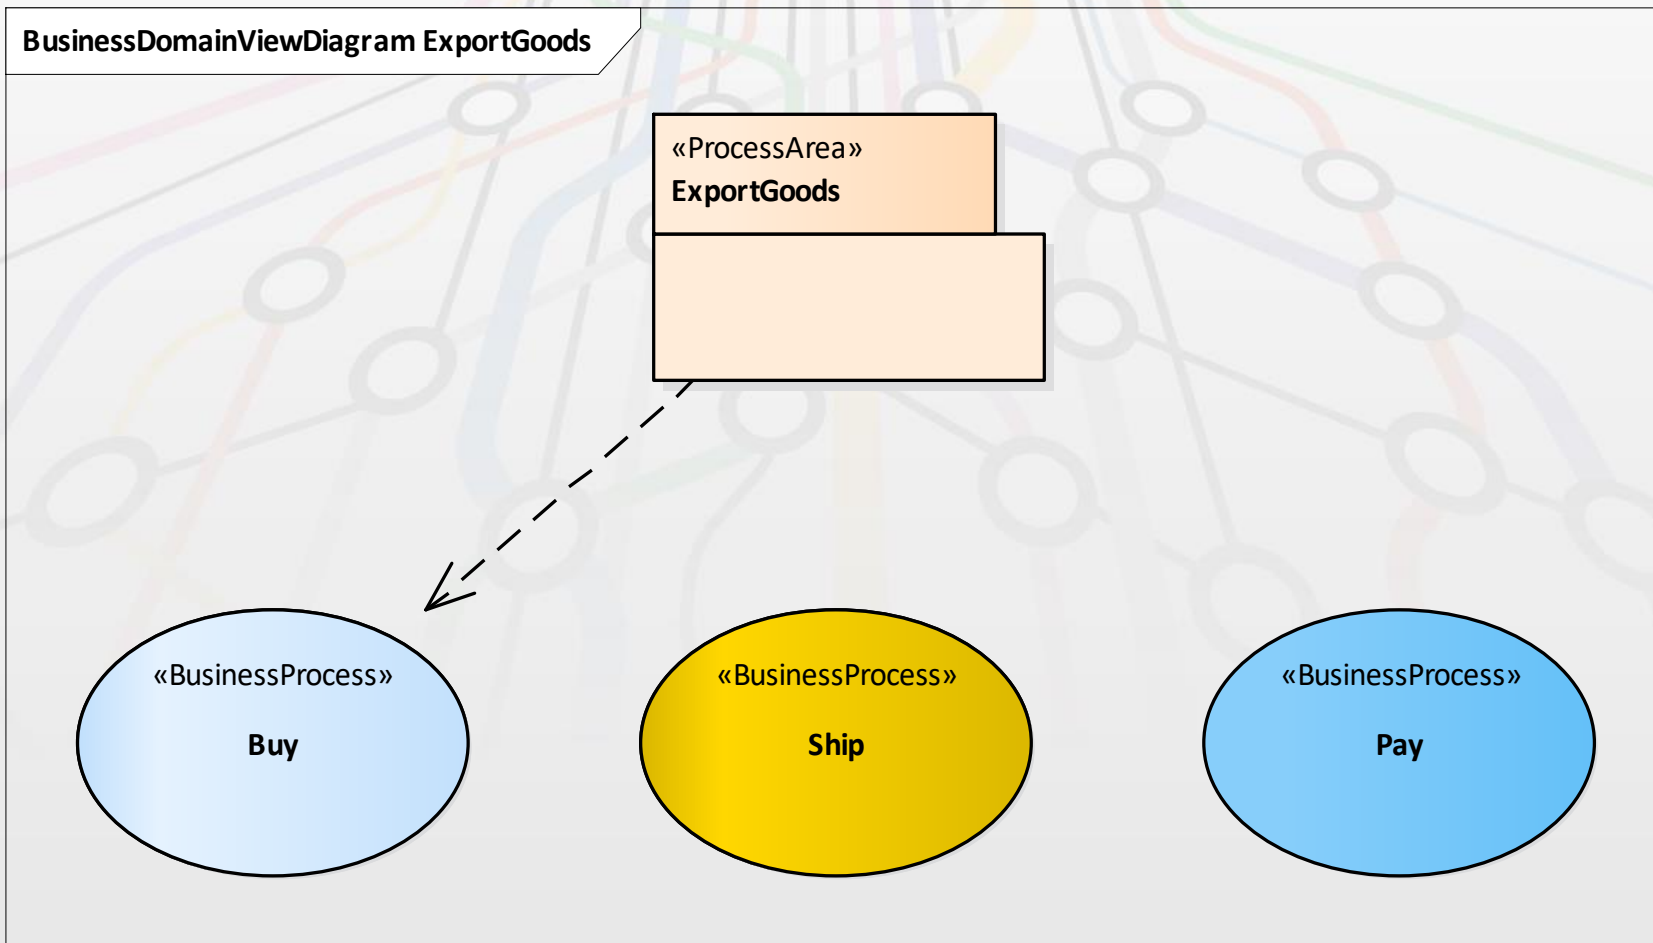 BusinessDomainViewDiagram ExportGoods
«ProcessArea»
ExportGoods
«BusinessProcess»
Buy
«BusinessProcess»
Ship
«BusinessProcess»
Pay